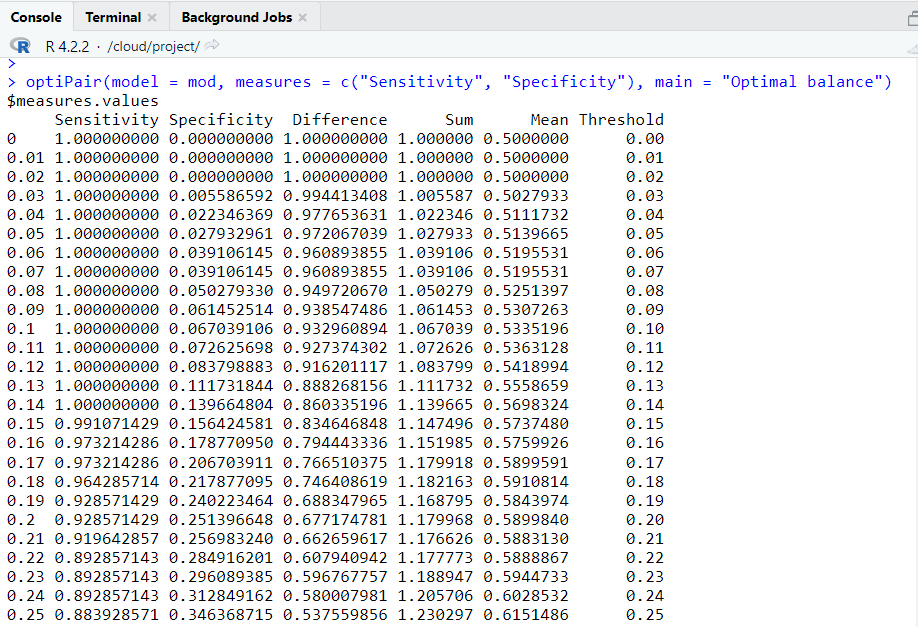 Console Terminal Background Jobs
R 4.2.2 · /cloud/project/
>
> optiPair(model = mod, measures = c("Sensitivity", "Specificity"), main = "Optimal balance")
$measures.values
     Sensitivity Specificity  Difference      Sum      Mean Threshold
0    1.000000000 0.000000000 1.000000000 1.000000 0.5000000      0.00
0.01 1.000000000 0.000000000 1.000000000 1.000000 0.5000000      0.01
0.02 1.000000000 0.000000000 1.000000000 1.000000 0.5000000      0.02
0.03 1.000000000 0.005586592 0.994413408 1.005587 0.5027933      0.03
0.04 1.000000000 0.022346369 0.977653631 1.022346 0.5111732      0.04
0.05 1.000000000 0.027932961 0.972067039 1.027933 0.5139665      0.05
0.06 1.000000000 0.039106145 0.960893855 1.039106 0.5195531      0.06
0.07 1.000000000 0.039106145 0.960893855 1.039106 0.5195531      0.07
0.08 1.000000000 0.050279330 0.949720670 1.050279 0.5251397      0.08
0.09 1.000000000 0.061452514 0.938547486 1.061453 0.5307263      0.09
0.1  1.000000000 0.067039106 0.932960894 1.067039 0.5335196      0.10
0.11 1.000000000 0.072625698 0.927374302 1.072626 0.5363128      0.11
0.12 1.000000000 0.083798883 0.916201117 1.083799 0.5418994      0.12
0.13 1.000000000 0.111731844 0.888268156 1.111732 0.5558659      0.13
0.14 1.000000000 0.139664804 0.860335196 1.139665 0.5698324      0.14
0.15 0.991071429 0.156424581 0.834646848 1.147496 0.5737480      0.15
0.16 0.973214286 0.178770950 0.794443336 1.151985 0.5759926      0.16
0.17 0.973214286 0.206703911 0.766510375 1.179918 0.5899591      0.17
0.18 0.964285714 0.217877095 0.746408619 1.182163 0.5910814      0.18
0.19 0.928571429 0.240223464 0.688347965 1.168795 0.5843974      0.19
0.2  0.928571429 0.251396648 0.677174781 1.179968 0.5899840      0.20
0.21 0.919642857 0.256983240 0.662659617 1.176626 0.5883130      0.21
0.22 0.892857143 0.284916201 0.607940942 1.177773 0.5888867      0.22
0.23 0.892857143 0.296089385 0.596767757 1.188947 0.5944733      0.23
0.24 0.892857143 0.312849162 0.580007981 1.205706 0.6028532      0.24
0.25 0.883928571 0.346368715 0.537559856 1.230297 0.6151486      0.25